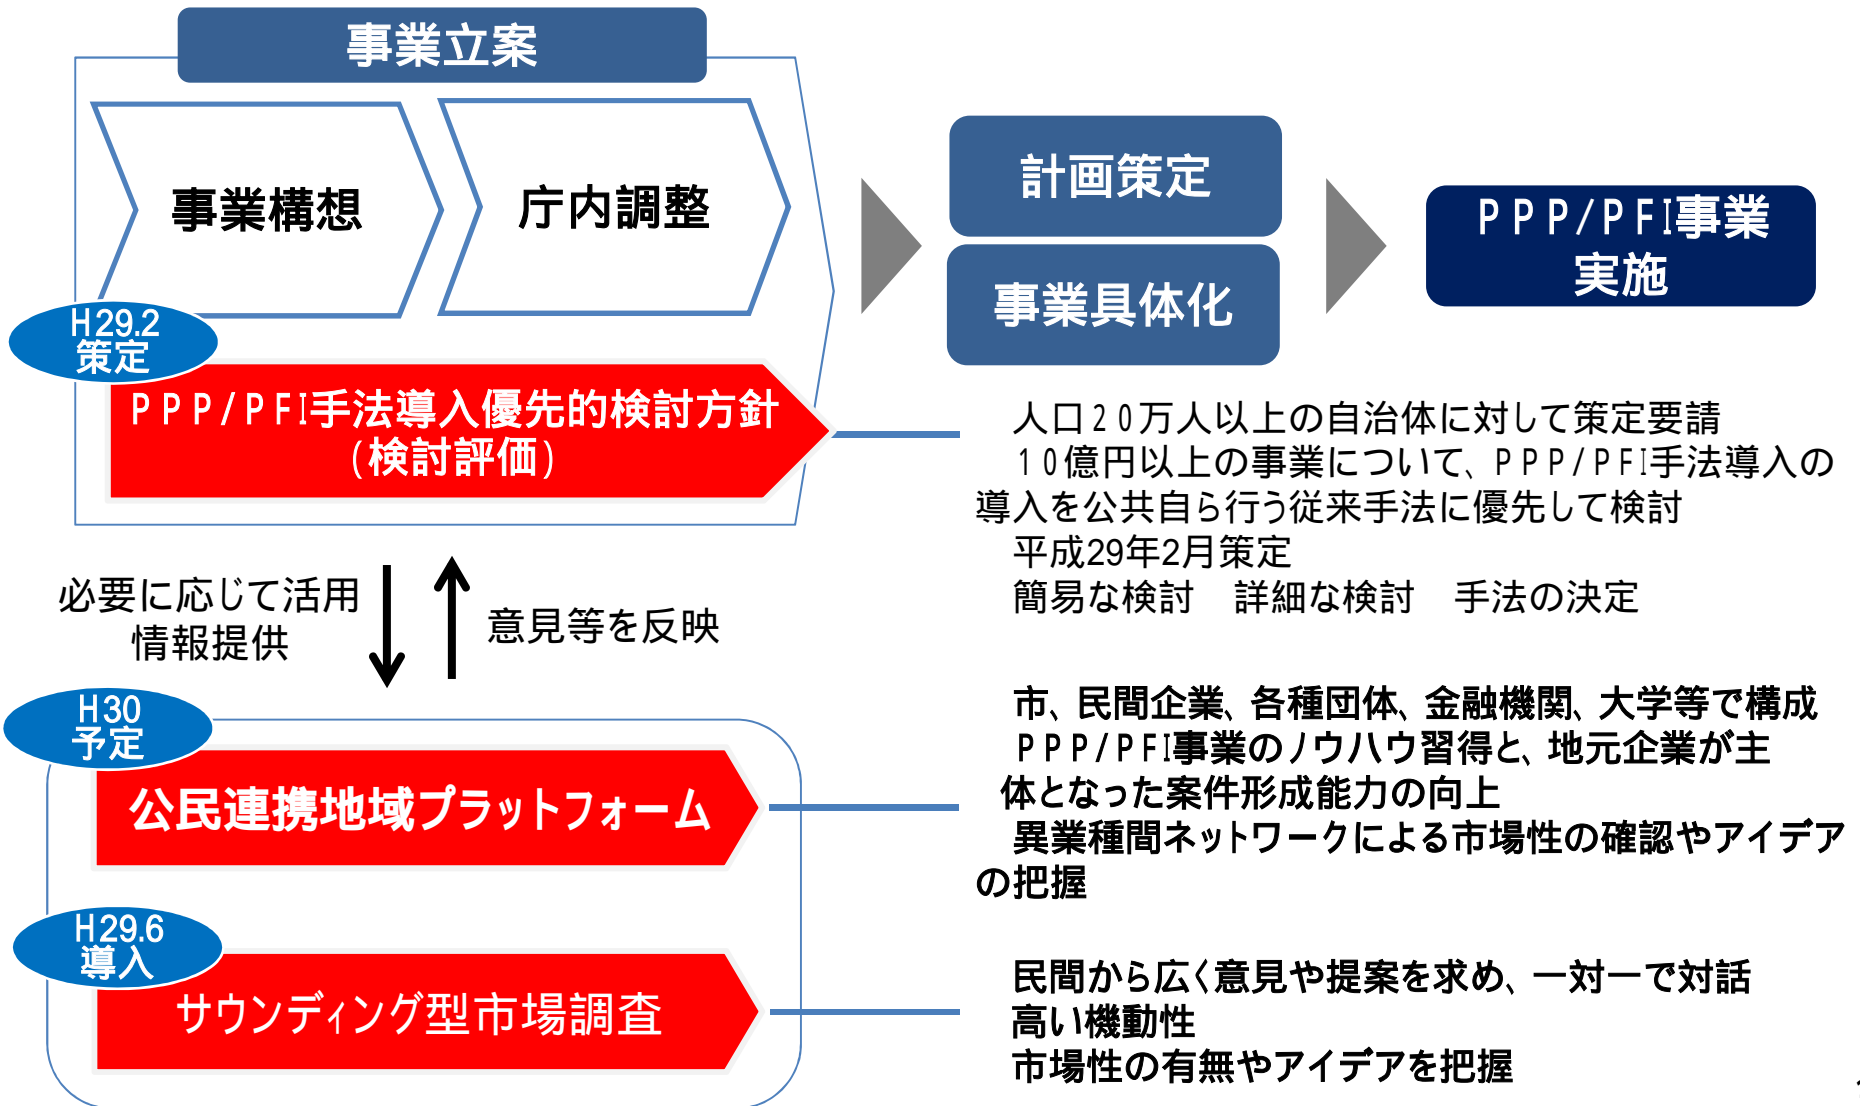 事業立案
事業構想
庁内調整
計画策定
事業具体化
PPP/PFI事業
実施
H29.2
策定
PPP/PFI手法導入優先的検討方針
(検討評価)
人口20万人以上の自治体に対して策定要請
10億円以上の事業について、PPP/PFI手法導入の
導入を公共自ら行う従来手法に優先して検討
平成29年2月策定
簡易な検討　詳細な検討　手法の決定
必要に応じて活用
情報提供
意見等を反映
H30
予定
公民連携地域プラットフォーム
市、民間企業、各種団体、金融機関、大学等で構成
PPP/PFI事業のノウハウ習得と、地元企業が主
体となった案件形成能力の向上
異業種間ネットワークによる市場性の確認やアイデア
の把握
H29.6
導入
サウンディング型市場調査
民間から広く意見や提案を求め、一対一で対話
高い機動性
市場性の有無やアイデアを把握